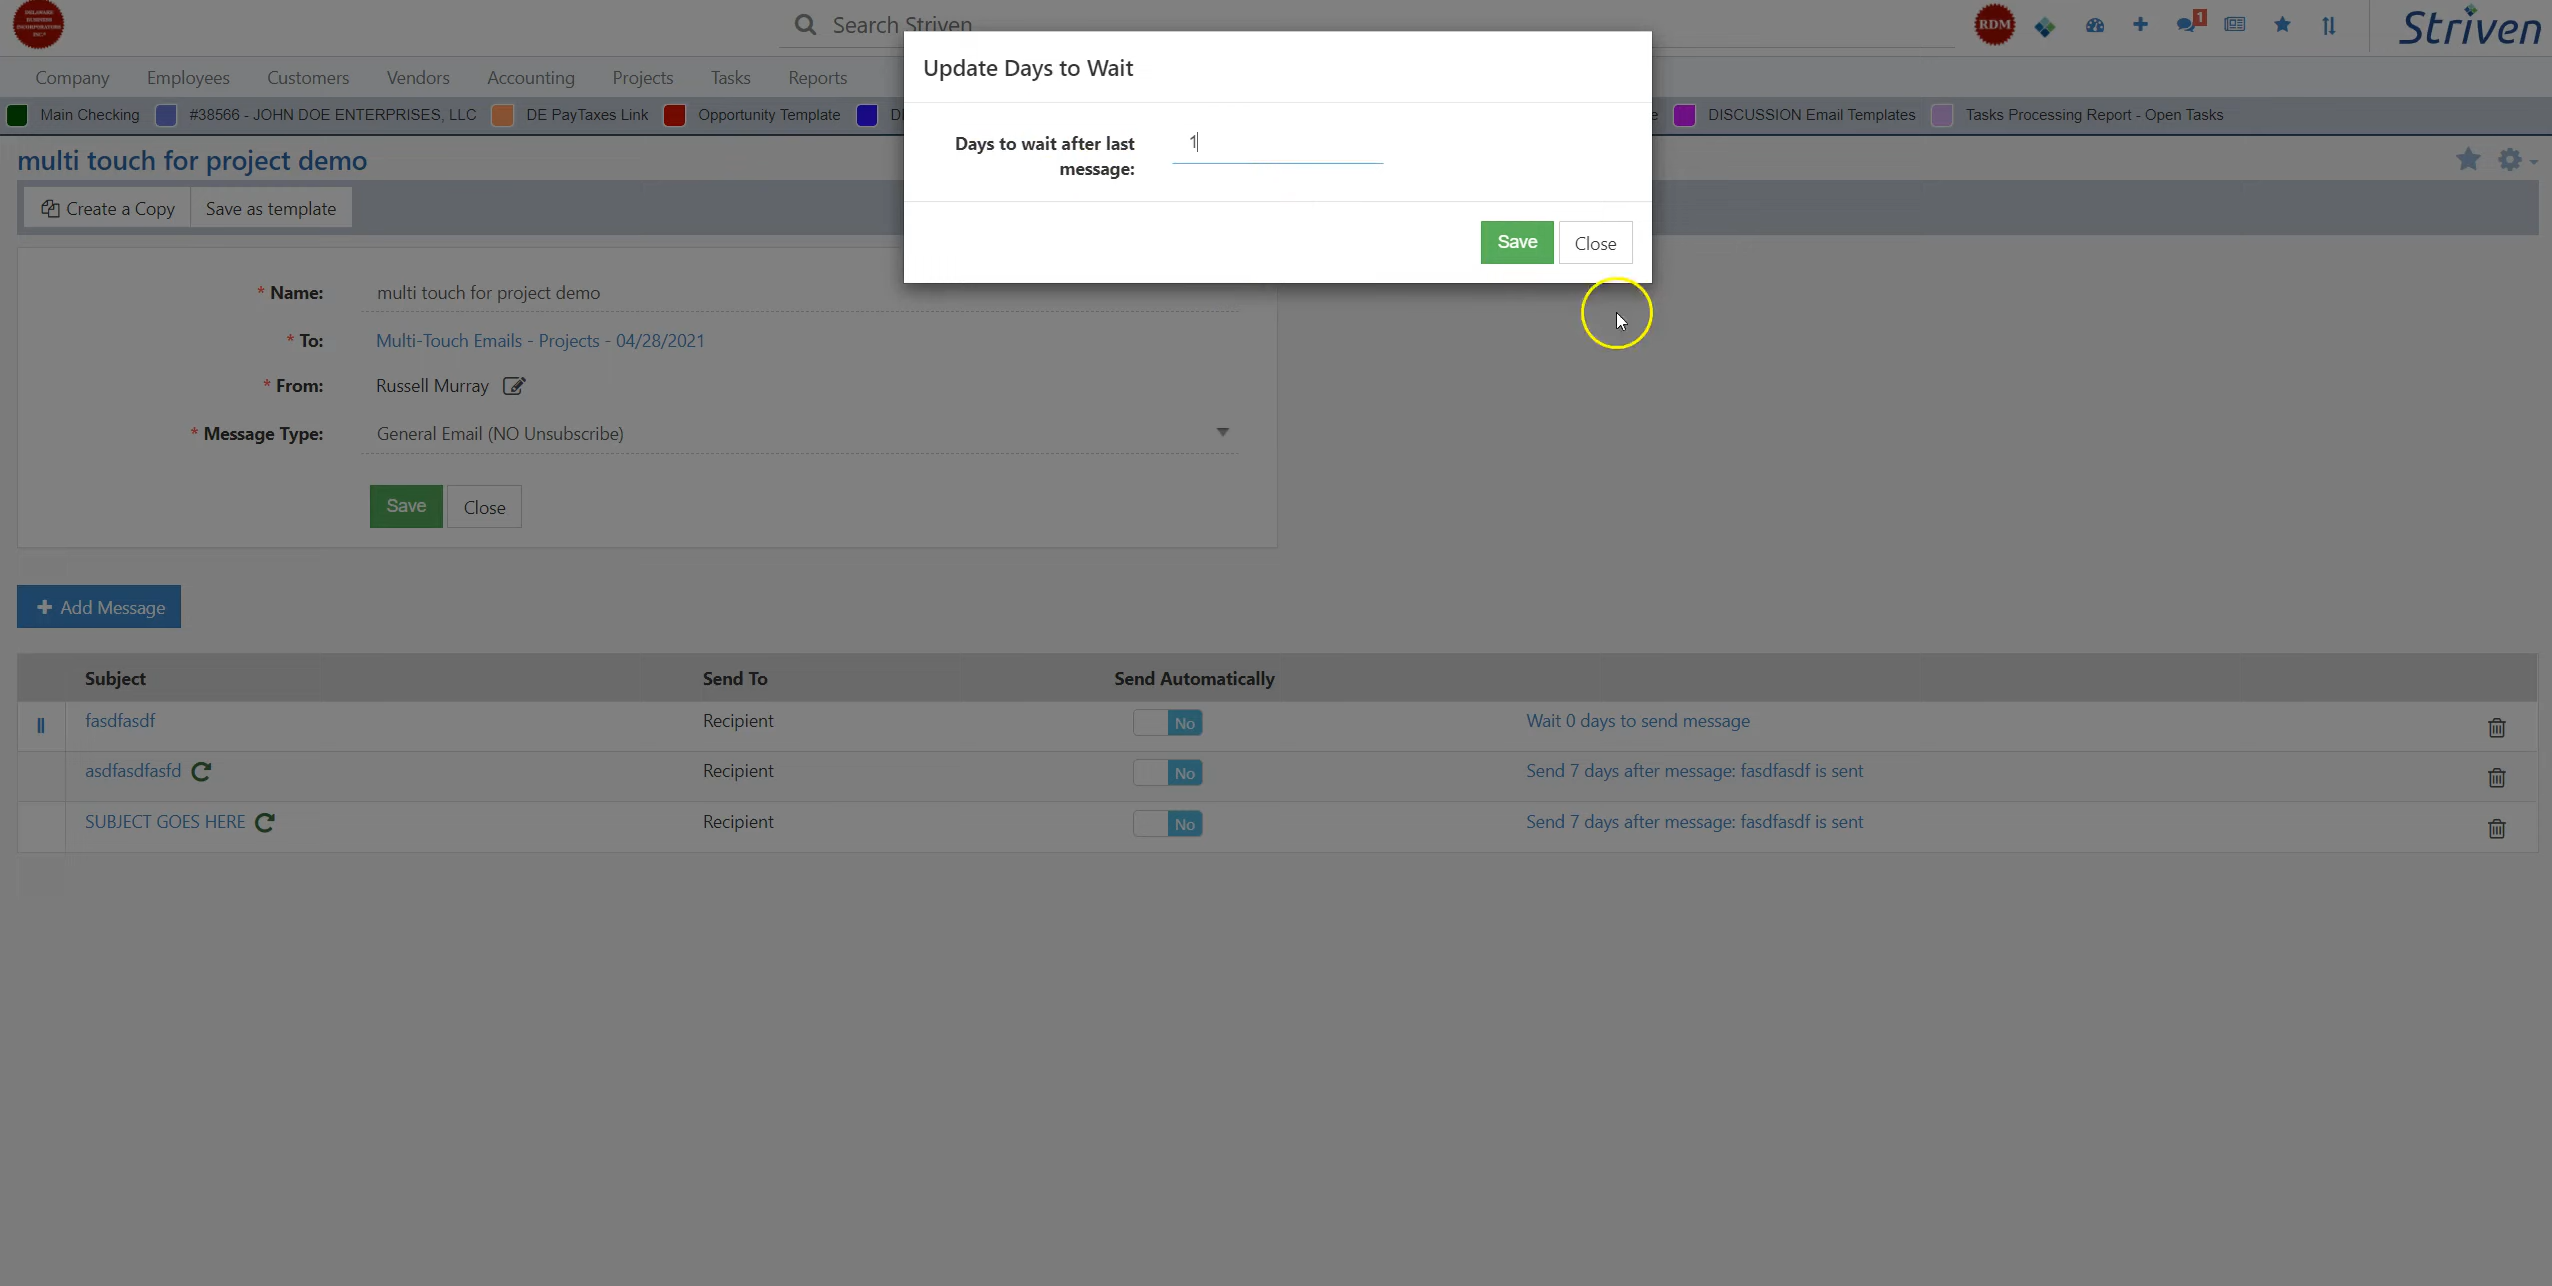 DELAWARE
BUSINESS
INCORPORATORS
INC.
Search Striven
RDM
1
Striven
Company Employees Customers Vendors Accounting Projects Tasks Reports
Main Checking #38566 - JOHN DOE ENTERPRISES, LLC DE PayTaxes Link Opportunity Template DISCUSSION Email Templates Tasks Processing Report - Open Tasks
Update Days to Wait
Days to wait after last
message:
1
Save Close
multi touch for project demo
Create a Copy Save as template
* Name: multi touch for project demo
* To: Multi-Touch Emails - Projects - 04/28/2021
* From: Russell Murray
* Message Type: General Email (NO Unsubscribe)
Save Close
+ Add Message
Subject Send To Send Automatically
fasdfasdf Recipient No Wait 0 days to send message
asdfasdfasfd Recipient No Send 7 days after message: fasdfasdf is sent
SUBJECT GOES HERE Recipient No Send 7 days after message: fasdfasdf is sent